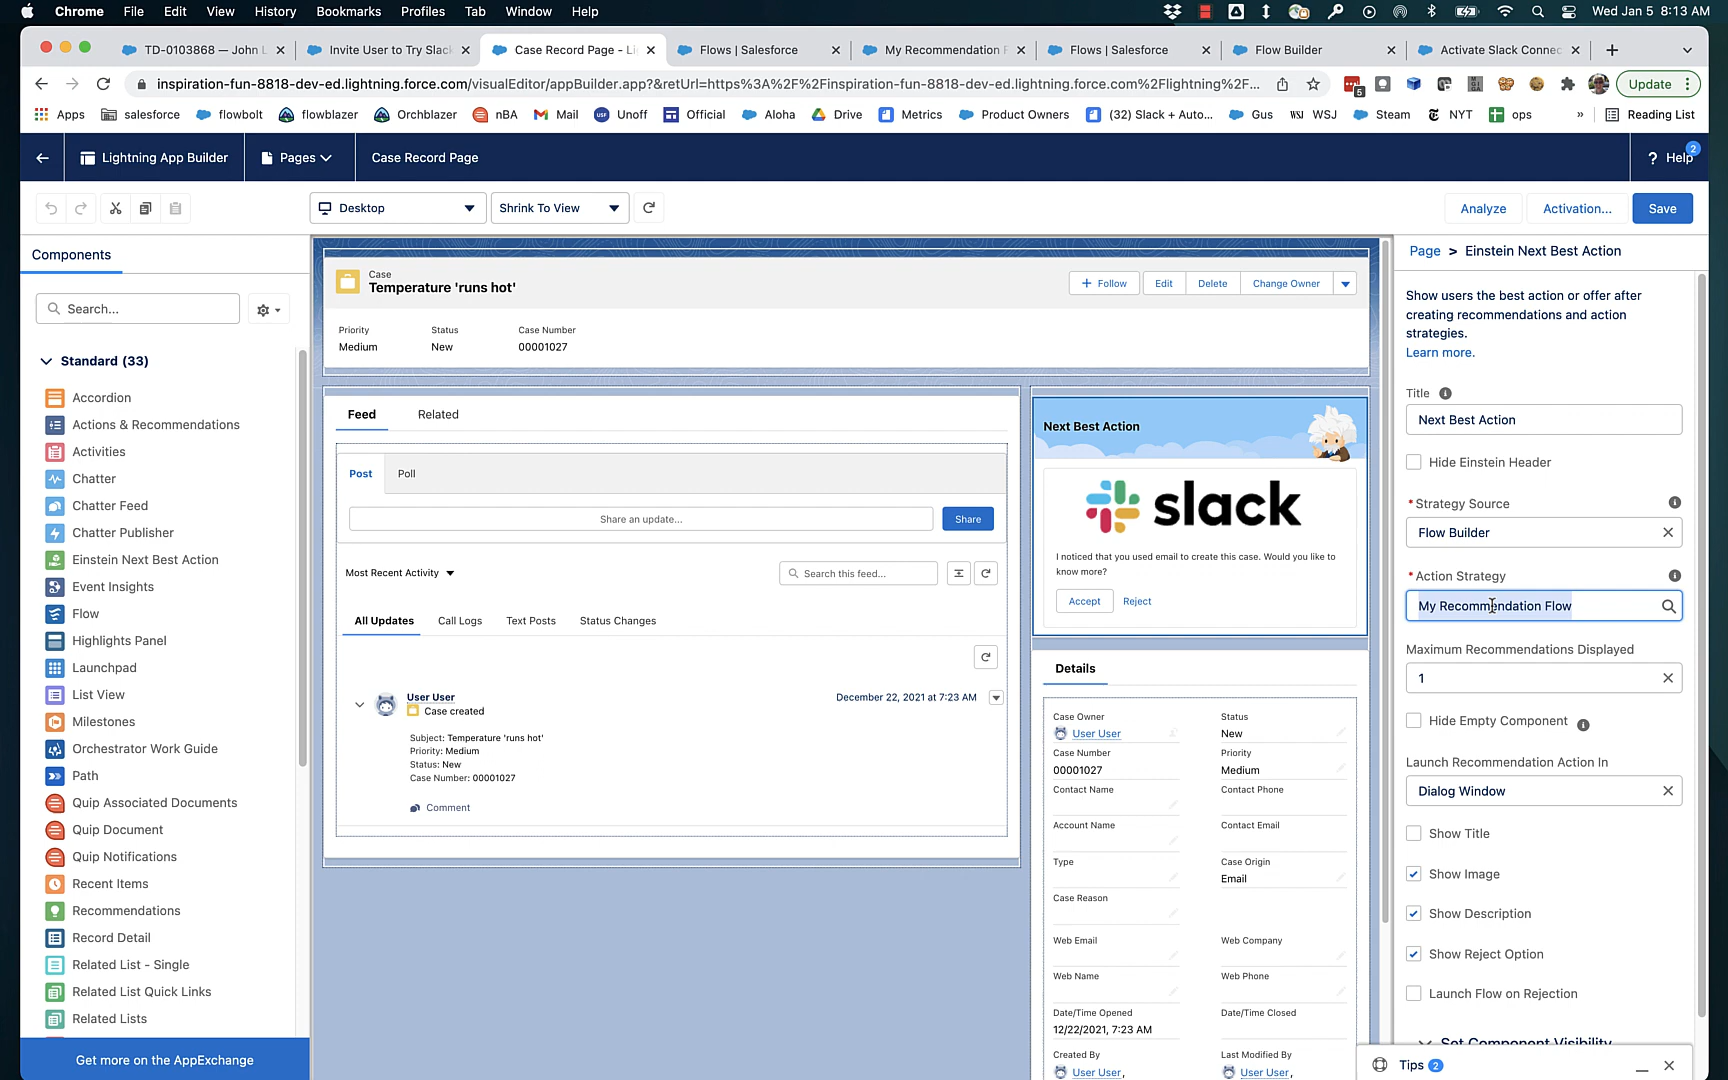 Chrome File Edit View History Bookmarks Profiles Tab Window Help Wed Jan 5 8:13 AM
TD-0103868 — John L Invite User to Try Slack Case Record Page - Li Flows | Salesforce My Recommendation F Flows | Salesforce Flow Builder Activate Slack Connec
inspiration-fun-8818-dev-ed.lightning.force.com/visualEditor/appBuilder.app?&retUrl=https%3A%2F%2Finspiration-fun-8818-dev-ed.lightning.force.com%2Flightning%2F... 5 Update
Apps salesforce flowbolt flowblazer Orchblazer nBA Mail Unoff Official Aloha Drive Metrics Product Owners (32) Slack + Auto... Gus WSJ WSJ Steam NYT ops » Reading List
Lightning App Builder Pages Case Record Page ? Help 2
Desktop Shrink To View Analyze Activation... Save
Components
Search...
Standard (33)
Accordion
Actions & Recommendations
Activities
Chatter
Chatter Feed
Chatter Publisher
Einstein Next Best Action
Event Insights
Flow
Highlights Panel
Launchpad
List View
Milestones
Orchestrator Work Guide
Path
Quip Associated Documents
Quip Document
Quip Notifications
Recent Items
Recommendations
Record Detail
Related List - Single
Related List Quick Links
Related Lists
Get more on the AppExchange
Case
Temperature 'runs hot'
+ Follow Edit Delete Change Owner
Priority Status Case Number
Medium New 00001027
Feed Related
Post Poll
Share an update... Share
Most Recent Activity Search this feed...
All Updates Call Logs Text Posts Status Changes
User User December 22, 2021 at 7:23 AM
Case created
Subject: Temperature 'runs hot'
Priority: Medium
Status: New
Case Number: 00001027
Comment
Next Best Action
slack
I noticed that you used email to create this case. Would you like to
know more?
Accept Reject
Details
Case Owner Status
User User New
Case Number Priority
00001027 Medium
Contact Name Contact Phone
Account Name Contact Email
Type Case Origin
Email
Case Reason
Web Email Web Company
Web Name Web Phone
Date/Time Opened Date/Time Closed
12/22/2021, 7:23 AM
Created By Last Modified By
User User, User User,
Page > Einstein Next Best Action
Show users the best action or offer after
creating recommendations and action
strategies.
Learn more.
Title
Next Best Action
Hide Einstein Header
*Strategy Source
Flow Builder
*Action Strategy
My Recommendation Flow
Maximum Recommendations Displayed
1
Hide Empty Component
Launch Recommendation Action In
Dialog Window
Show Title
Show Image
Show Description
Show Reject Option
Launch Flow on Rejection
Set Component Visibility
Tips 2